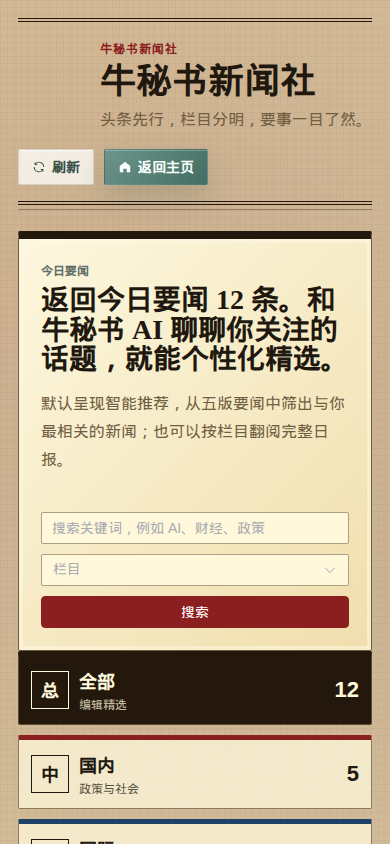 牛秘书新闻社
牛秘书新闻社
头条先行，栏目分明，要事一目了然。
刷新
返回主页
今日要闻
返回今日要闻 12 条。和
牛秘书 AI 聊聊你关注的
话题，就能个性化精选。
默认呈现智能推荐，从五版要闻中筛出与你
最相关的新闻；也可以按栏目翻阅完整日
报。
搜索关键词，例如 AI、财经、政策
栏目
搜索
总
全部
编辑精选
12
中
国内
政策与社会
5